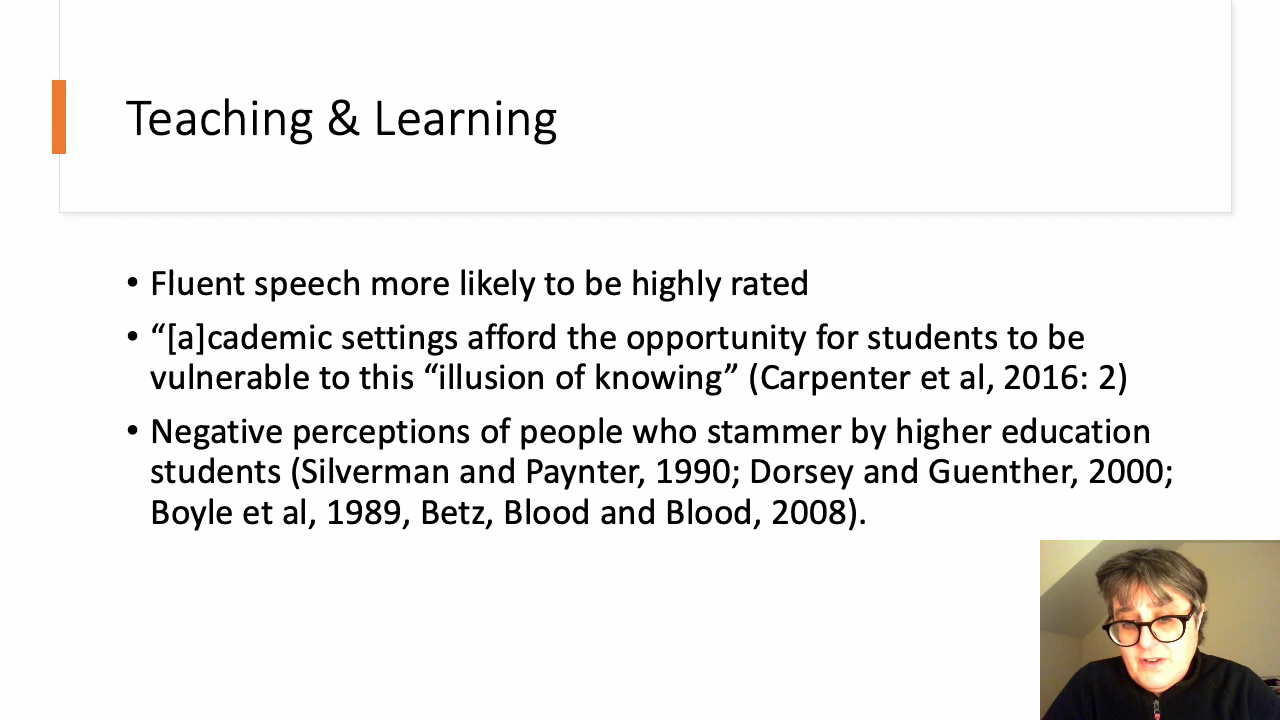 Teaching & Learning
• Fluent speech more likely to be highly rated
• “[a]cademic settings afford the opportunity for students to be
vulnerable to this “illusion of knowing” (Carpenter et al, 2016: 2)
• Negative perceptions of people who stammer by higher education
students (Silverman and Paynter, 1990; Dorsey and Guenther, 2000;
Boyle et al, 1989, Betz, Blood and Blood, 2008).